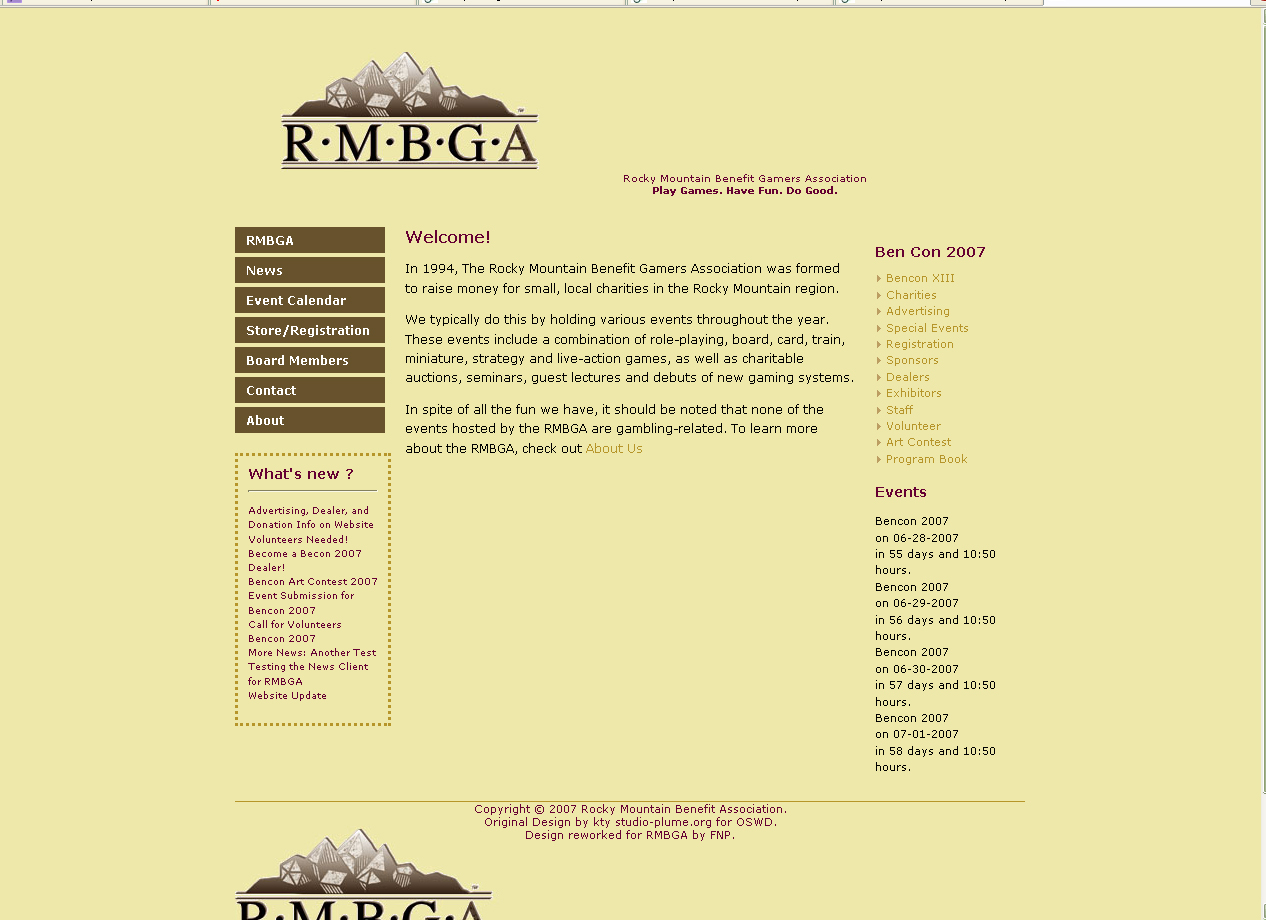 R·M·B·G·A
™
Rocky Mountain Benefit Gamers Association
Play Games. Have Fun. Do Good.
RMBGA
News
Event Calendar
Store/Registration
Board Members
Contact
About
What's new ?
Advertising, Dealer, and
Donation Info on Website
Volunteers Needed!
Become a Becon 2007
Dealer!
Bencon Art Contest 2007
Event Submission for
Bencon 2007
Call for Volunteers
Bencon 2007
More News: Another Test
Testing the News Client
for RMBGA
Website Update
Welcome!
In 1994, The Rocky Mountain Benefit Gamers Association was formed
to raise money for small, local charities in the Rocky Mountain region.
We typically do this by holding various events throughout the year.
These events include a combination of role-playing, board, card, train,
miniature, strategy and live-action games, as well as charitable
auctions, seminars, guest lectures and debuts of new gaming systems.
In spite of all the fun we have, it should be noted that none of the
events hosted by the RMBGA are gambling-related. To learn more
about the RMBGA, check out About Us
Ben Con 2007
Bencon XIII
Charities
Advertising
Special Events
Registration
Sponsors
Dealers
Exhibitors
Staff
Volunteer
Art Contest
Program Book
Events
Bencon 2007
on 06-28-2007
in 55 days and 10:50
hours.
Bencon 2007
on 06-29-2007
in 56 days and 10:50
hours.
Bencon 2007
on 06-30-2007
in 57 days and 10:50
hours.
Bencon 2007
on 07-01-2007
in 58 days and 10:50
hours.
Copyright © 2007 Rocky Mountain Benefit Association.
Original Design by kty studio-plume.org for OSWD.
Design reworked for RMBGA by FNP.
R·M·B·G·A